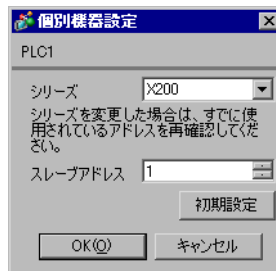 個別機器設定
PLC1
シリーズ X200
シリーズを変更した場合は、すでに使
用されているアドレスを再確認してくだ
さい。
スレーブアドレス 1
初期設定
OK(O) キャンセル